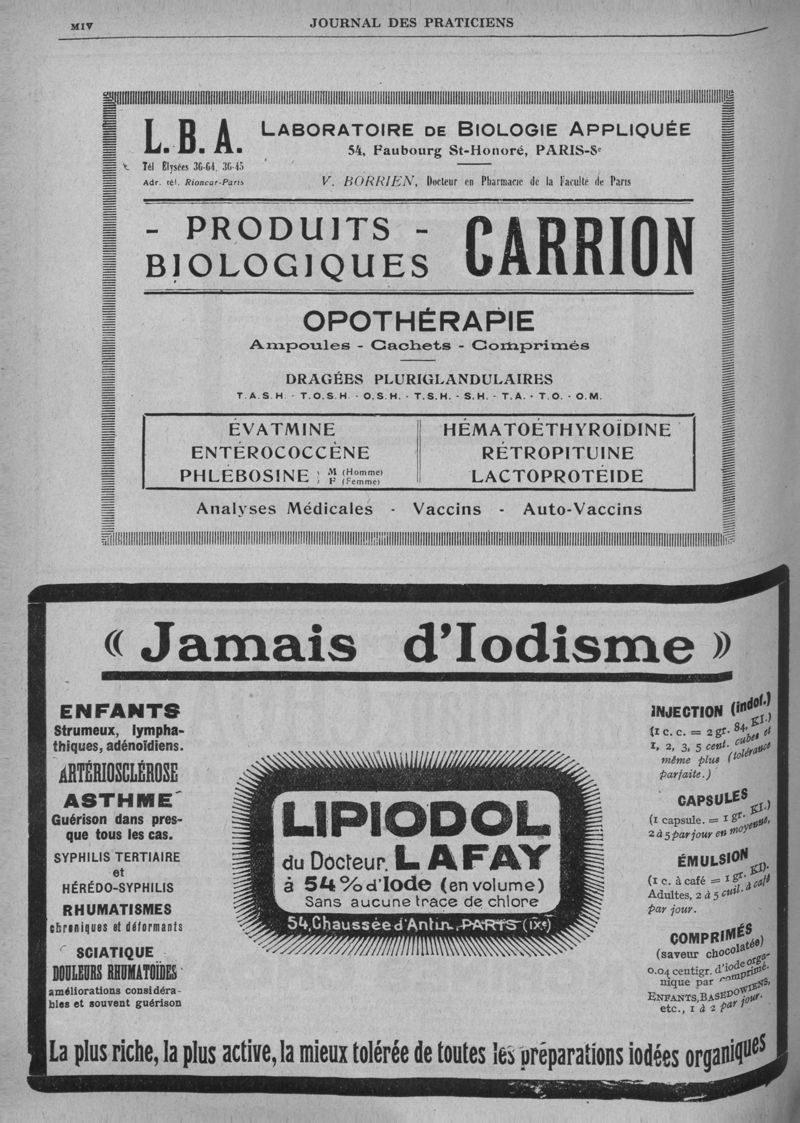 MIV
JOURNAL DES PRATICIENS
L. B. A.
Tél Elysées 36-64, 36-45
Adr. tél. Rioncar-Paris
LABORATOIRE DE BIOLOGIE APPLIQUÉE
54, Faubourg St-Honoré, PARIS-8e
V. BORRIEN, Docteur en Pharmacie de la Faculté de Paris
- PRODUITS -
BIOLOGIQUES
CARRION
OPOTHÉRAPIE
Ampoules - Cachets - Comprimés
DRAGÉES PLURIGLANDULAIRES
T.A.S.H. - T.O.S.H. - O.S.H. - T.S.H. - S.H. - T.A. - T.O. - O.M.
ÉVATMINE
ENTÉROCOCCÈNE
PHLÉBOSINE M (Homme)
F (Femme)
HÉMATOÉTHYROÏDINE
RÉTROPITUINE
LACTOPROTÉIDE
Analyses Médicales - Vaccins - Auto-Vaccins
« Jamais d'Iodisme »
ENFANTS
Strumeux, lympha-
thiques, adénoïdiens.
ARTÉRIOSCLÉROSE
ASTHME
Guérison dans pres-
que tous les cas.
SYPHILIS TERTIAIRE
et
HÉRÉDO-SYPHILIS
RHUMATISMES
chroniques et déformants
SCIATIQUE
DOULEURS RHUMATOÏDES
améliorations considéra-
bles et souvent guérison
LIPIODOL
du Docteur. LAFAY
à 54 % d'Iode (en volume)
Sans aucune trace de chlore
54, Chaussée d'Antin, PARIS (IXe)
INJECTION (indol.)
(1 c. c. = 2 gr. 84, KI.)
1, 2, 3, 5 cent. cubes et
même plus (tolérance
parfaite.)
CAPSULES
(1 capsule. = 1 gr. KI.)
2 à 5 par jour en moyenne,
ÉMULSION
(1 c. à café = 1 gr. KI).
Adultes, 2 à 5 cuil. à café
par jour.
COMPRIMÉS
(saveur chocolatée)
0.04 centigr. d'iode orga-
nique par comprimé.
ENFANTS, BASEDOWIENS,
etc., 1 à 2 par jour.
La plus riche, la plus active, la mieux tolérée de toutes les préparations iodées organiques